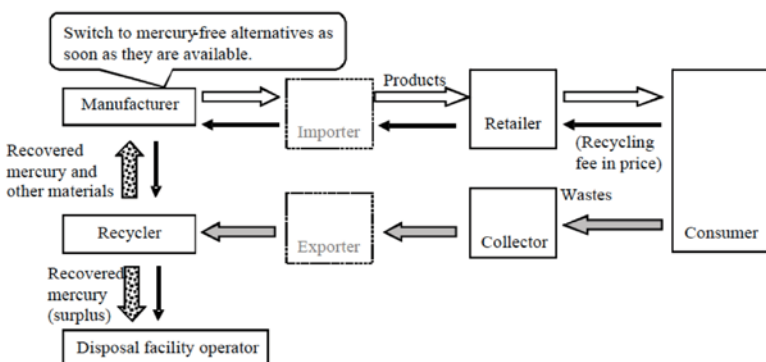 Switch to mercury-free alternatives as
soon as they are available.
Manufacturer
Importer
Products
Retailer
(Recycling
fee in price)
Consumer
Recovered
mercury and
other materials
Recycler
Exporter
Collector
Wastes
Recovered
mercury
(surplus)
Disposal facility operator